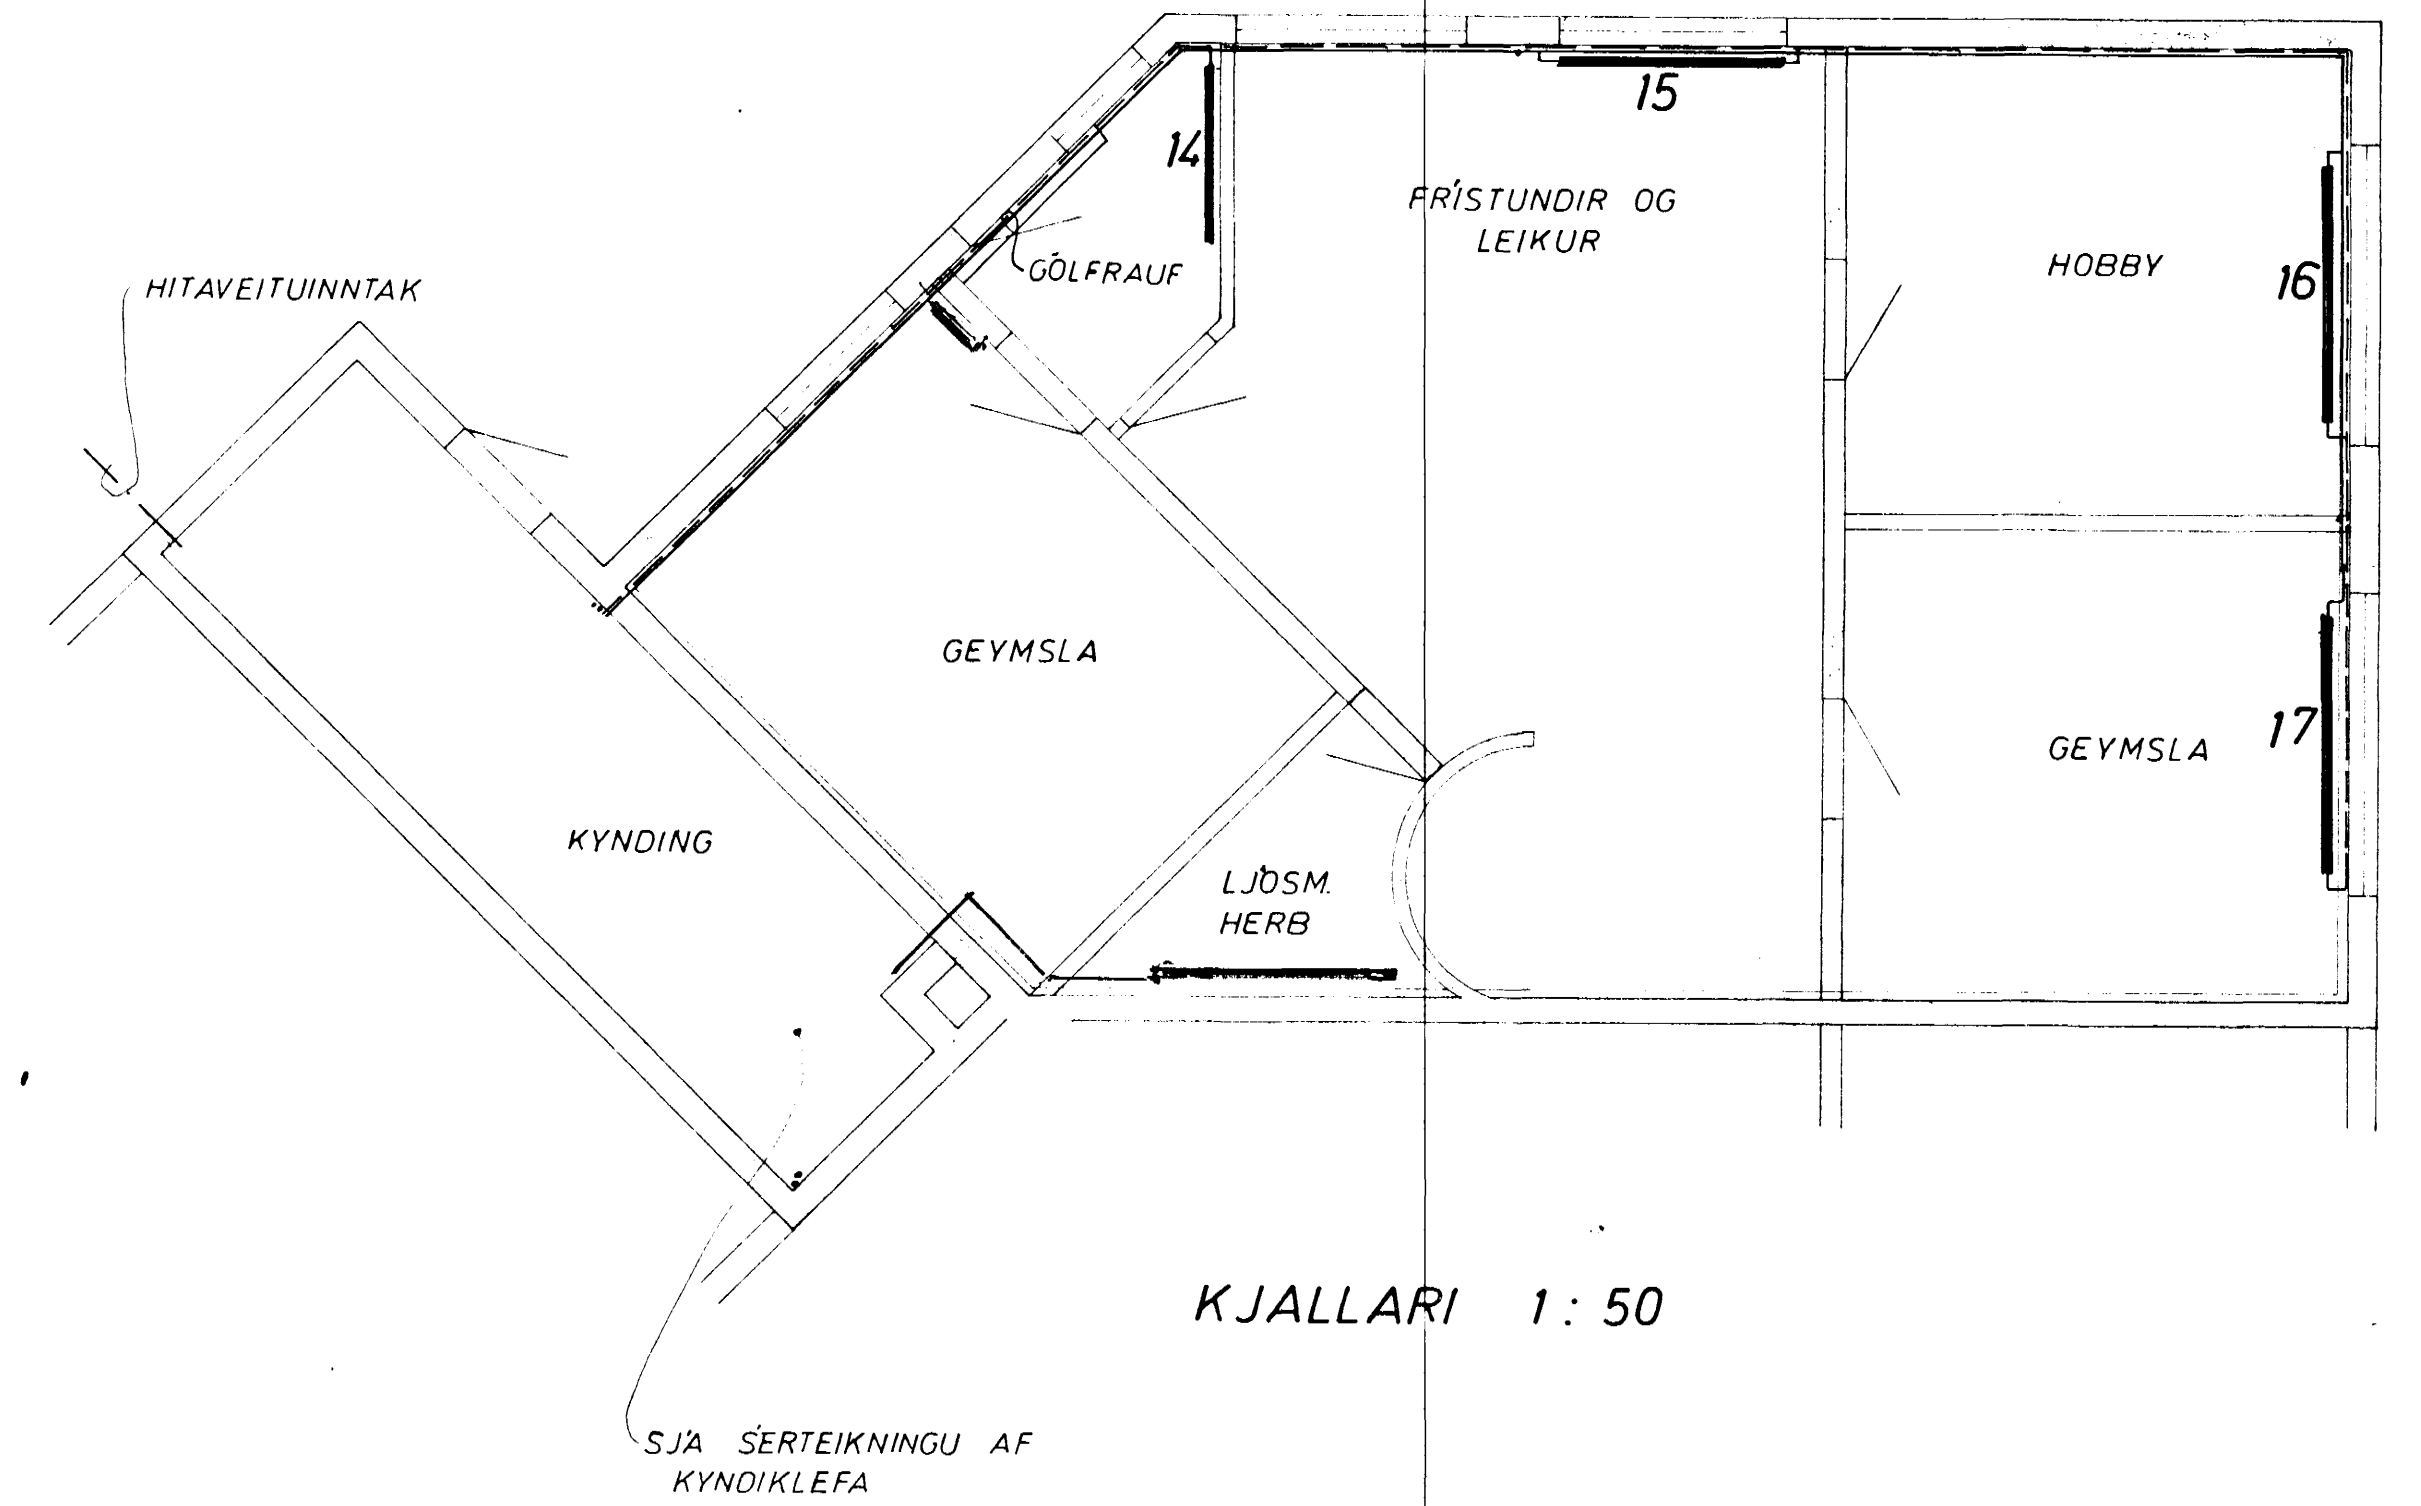 15
14
FRÍSTUNDIR OG
LEIKUR
HOBBY
16
GÓLFRAUF
HITAVEITUINNTAK
GEYMSLA
17
GEYMSLA
KYNDING
LJÓSM.
HERB
KJALLARI 1:50
SJÁ SÉRTEIKNINGU AF
KYNDIKLEFA